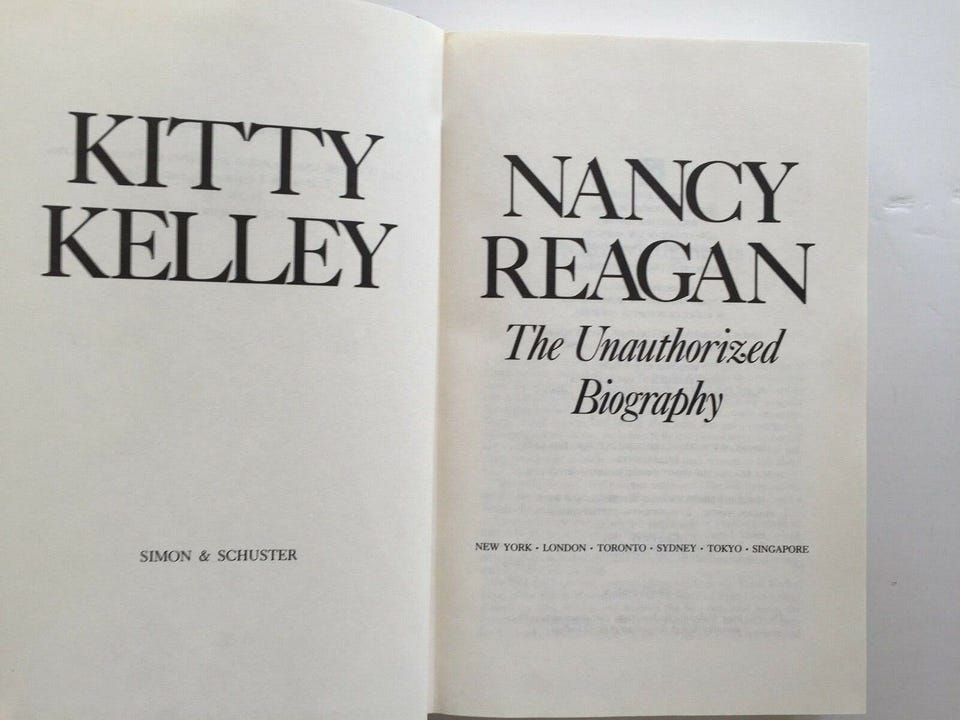 KITTY
KELLEY
SIMON & SCHUSTER
NANCY
REAGAN
The Unauthorized
Biography
NEW YORK · LONDON · TORONTO · SYDNEY · TOKYO · SINGAPORE